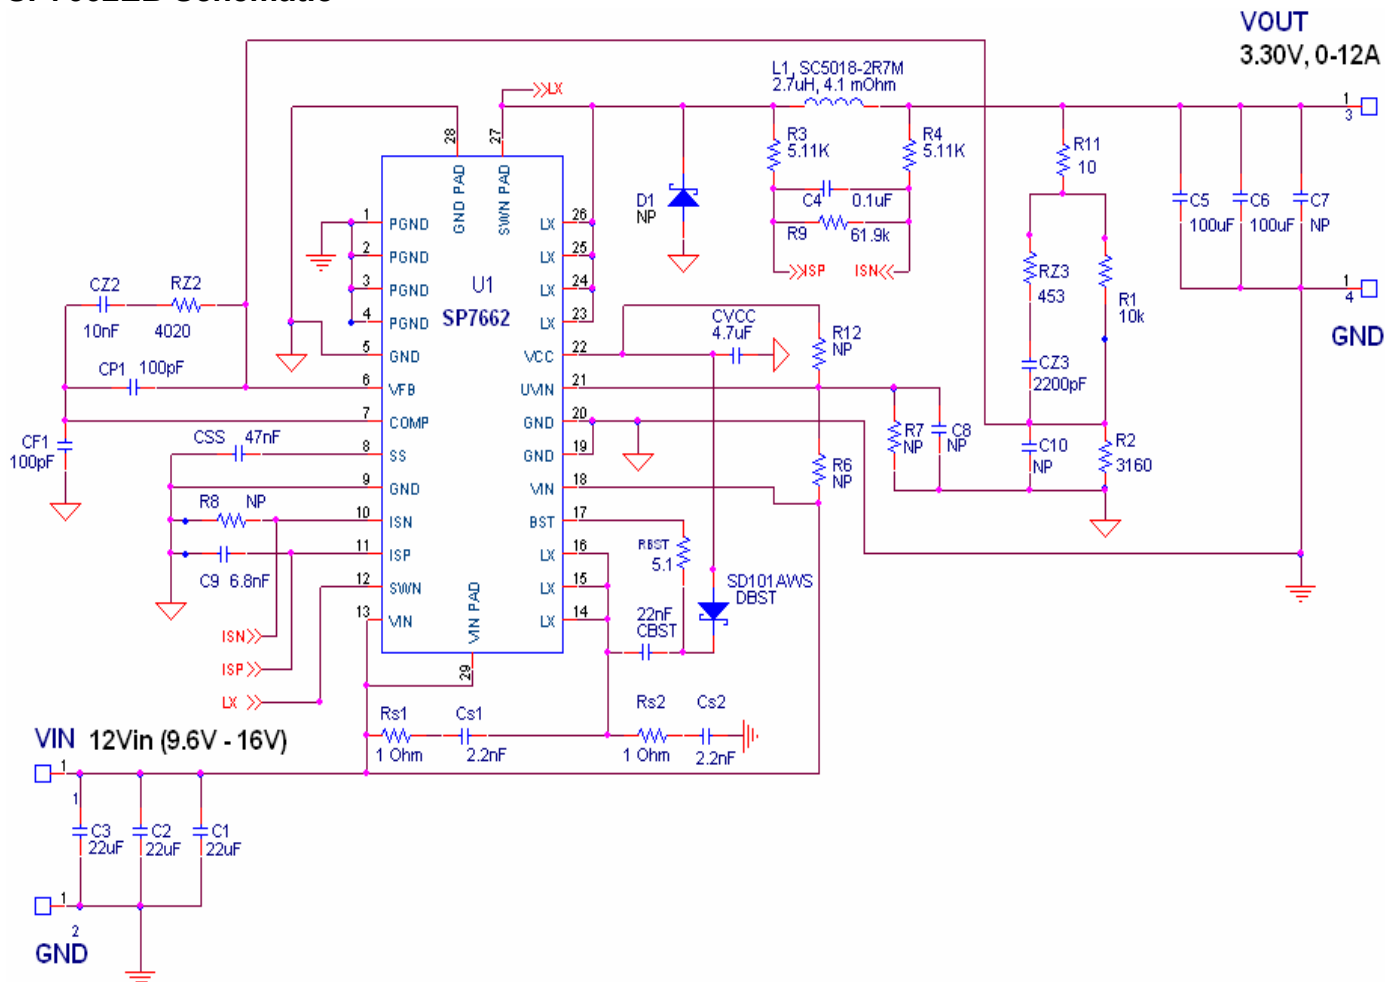 VOUT
3.30V, 0-12A
L1, SC5018-2R7M
2.7uH, 4.1 mOhm
LX
28
27
GND PAD
SWN PAD
R3
5.11K
R4
5.11K
R11
10
D1
NP
C4
0.1uF
R9
61.9k
ISP
ISN
C5
100uF
C6
100uF
C7
NP
1
3
1
4
GND
1
PGND
2
PGND
3
PGND
4
PGND
5
GND
6
VFB
7
COMP
8
SS
9
GND
10
ISN
11
ISP
12
SWN
13
VIN
U1
SP7662
VIN PAD
29
26
LX
25
LX
24
LX
23
LX
22
VCC
21
UVIN
20
GND
19
GND
18
VIN
17
BST
16
LX
15
LX
14
LX
CZ2
10nF
RZ2
4020
CP1
100pF
CF1
100pF
CSS
47nF
R8
NP
C9
6.8nF
ISN
ISP
LX
CVCC
4.7uF
R12
NP
R7
NP
C8
NP
R6
NP
RZ3
453
R1
10k
CZ3
2200pF
C10
NP
R2
3160
RBST
5.1
SD101AWS
DBST
22nF
CBST
Rs1
1 Ohm
Cs1
2.2nF
Rs2
1 Ohm
Cs2
2.2nF
VIN
12Vin (9.6V - 16V)
1
1
C3
22uF
C2
22uF
C1
22uF
1
2
GND